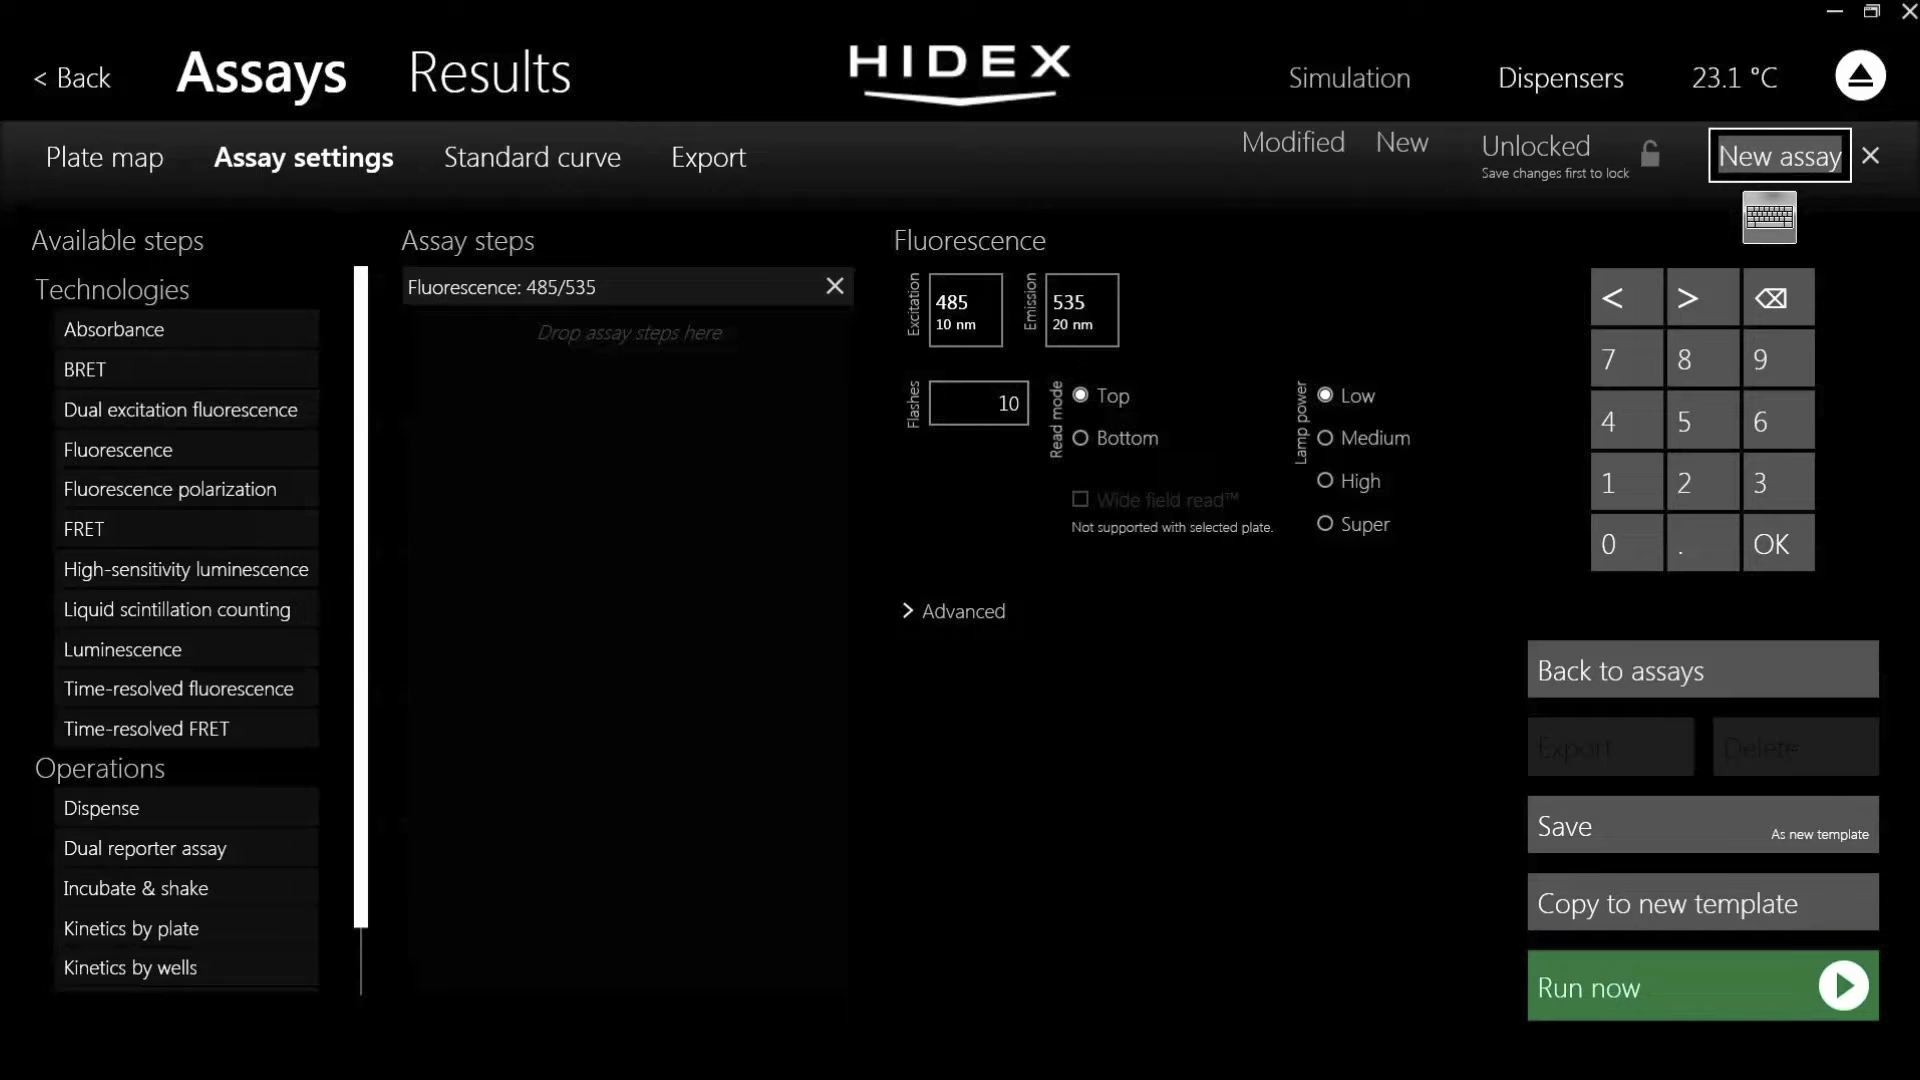 < Back
Assays
Results
HIDEX
Simulation
Dispensers
23.1 °C
Plate map
Assay settings
Standard curve
Export
Modified
New
Unlocked
Save changes first to lock
New assay
Available steps
Technologies
Absorbance
BRET
Dual excitation fluorescence
Fluorescence
Fluorescence polarization
FRET
High-sensitivity luminescence
Liquid scintillation counting
Luminescence
Time-resolved fluorescence
Time-resolved FRET
Operations
Dispense
Dual reporter assay
Incubate & shake
Kinetics by plate
Kinetics by wells
Assay steps
Fluorescence: 485/535
Drop assay steps here
Fluorescence
Excitation
485
10 nm
Emission
535
20 nm
Flashes
10
Read mode
Top
Bottom
Wide field read™
Not supported with selected plate.
Lamp power
Low
Medium
High
Super
Advanced
< >
7 8 9
4 5 6
1 2 3
0 . OK
Back to assays
Export
Delete
Save
As new template
Copy to new template
Run now